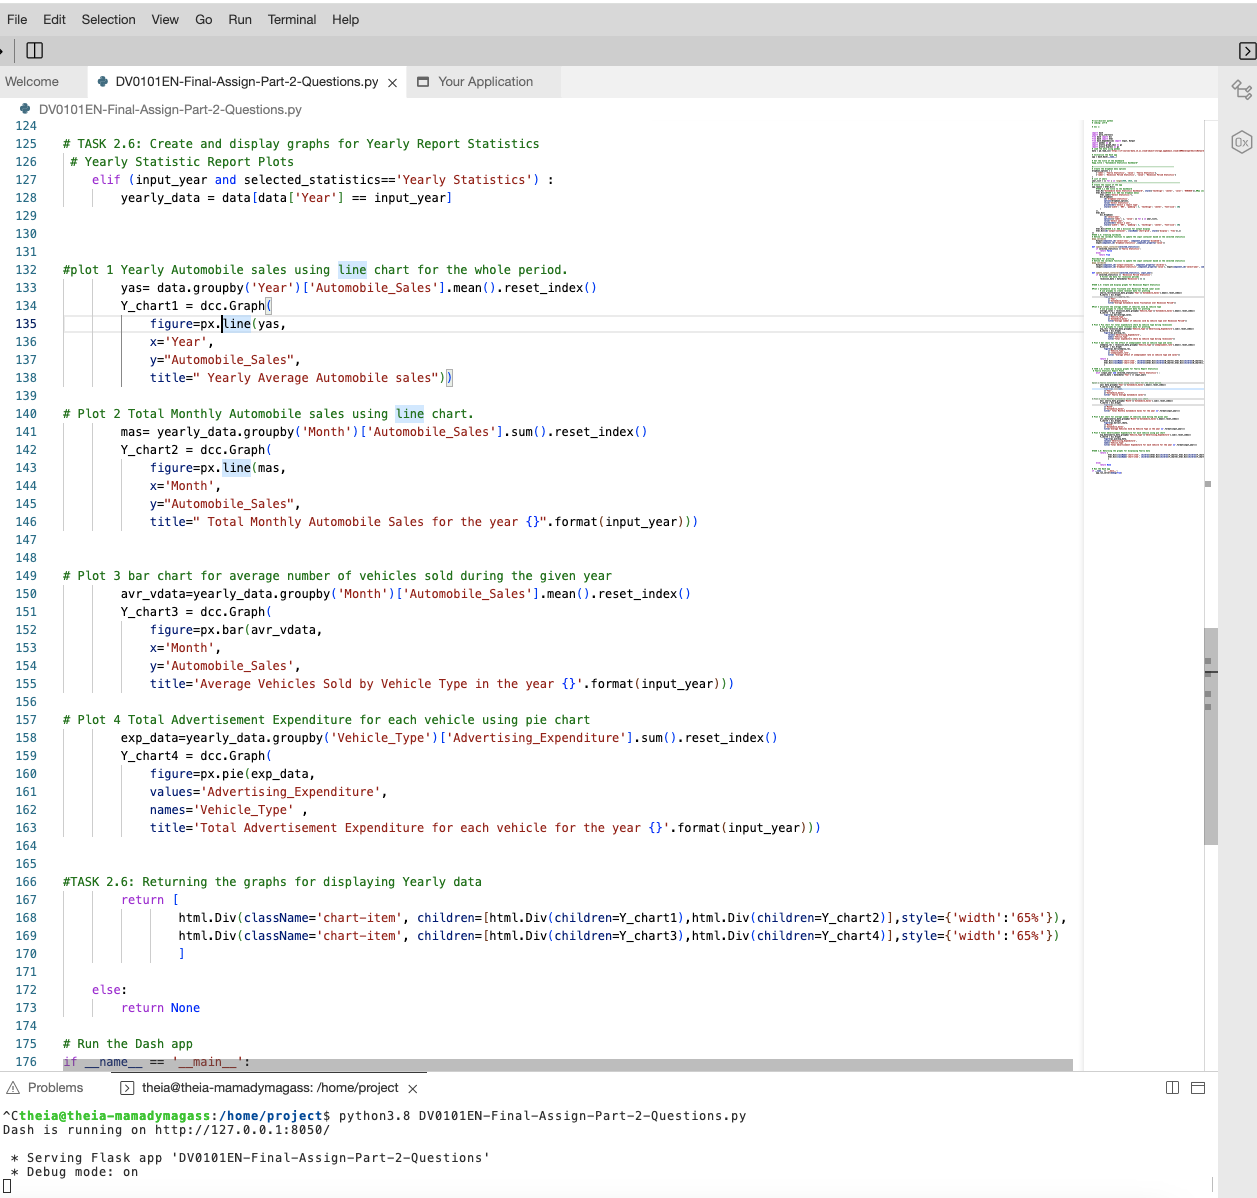 File Edit Selection View Go Run Terminal Help
Welcome DV0101EN-Final-Assign-Part-2-Questions.py Your Application
DV0101EN-Final-Assign-Part-2-Questions.py
124
125 # TASK 2.6: Create and display graphs for Yearly Report Statistics
126 # Yearly Statistic Report Plots
127 elif (input_year and selected_statistics=='Yearly Statistics') :
128 yearly_data = data[data['Year'] == input_year]
129
130
131
132 #plot 1 Yearly Automobile sales using line chart for the whole period.
133 yas= data.groupby('Year')['Automobile_Sales'].mean().reset_index()
134 Y_chart1 = dcc.Graph(
135 figure=px.line(yas,
136 x='Year',
137 y="Automobile_Sales",
138 title=" Yearly Average Automobile sales"))
139
140 # Plot 2 Total Monthly Automobile sales using line chart.
141 mas= yearly_data.groupby('Month')['Automobile_Sales'].sum().reset_index()
142 Y_chart2 = dcc.Graph(
143 figure=px.line(mas,
144 x='Month',
145 y="Automobile_Sales",
146 title=" Total Monthly Automobile Sales for the year {}".format(input_year)))
147
148
149 # Plot 3 bar chart for average number of vehicles sold during the given year
150 avr_vdata=yearly_data.groupby('Month')['Automobile_Sales'].mean().reset_index()
151 Y_chart3 = dcc.Graph(
152 figure=px.bar(avr_vdata,
153 x='Month',
154 y='Automobile_Sales',
155 title='Average Vehicles Sold by Vehicle Type in the year {}'.format(input_year)))
156
157 # Plot 4 Total Advertisement Expenditure for each vehicle using pie chart
158 exp_data=yearly_data.groupby('Vehicle_Type')['Advertising_Expenditure'].sum().reset_index()
159 Y_chart4 = dcc.Graph(
160 figure=px.pie(exp_data,
161 values='Advertising_Expenditure',
162 names='Vehicle_Type' ,
163 title='Total Advertisement Expenditure for each vehicle for the year {}'.format(input_year)))
164
165
166 #TASK 2.6: Returning the graphs for displaying Yearly data
167 return [
168 html.Div(className='chart-item', children=[html.Div(children=Y_chart1),html.Div(children=Y_chart2)],style={'width':'65%'}),
169 html.Div(className='chart-item', children=[html.Div(children=Y_chart3),html.Div(children=Y_chart4)],style={'width':'65%'})
170 ]
171
172 else:
173 return None
174
175 # Run the Dash app
176 if __name__ == '__main__':
Problems theia@theia-mamadymagass: /home/project
^Ctheia@theia-mamadymagass:/home/project$ python3.8 DV0101EN-Final-Assign-Part-2-Questions.py
Dash is running on http://127.0.0.1:8050/
* Serving Flask app 'DV0101EN-Final-Assign-Part-2-Questions'
* Debug mode: on